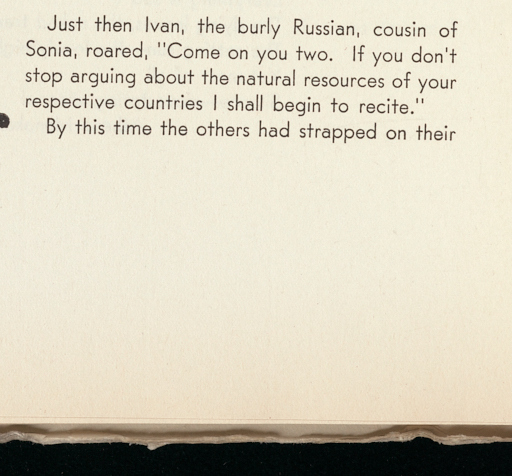 Just then Ivan, the burly Russian, cousin of
Sonia, roared, "Come on you two. If you don't
stop arguing about the natural resources of your
respective countries I shall begin to recite."
By this time the others had strapped on their